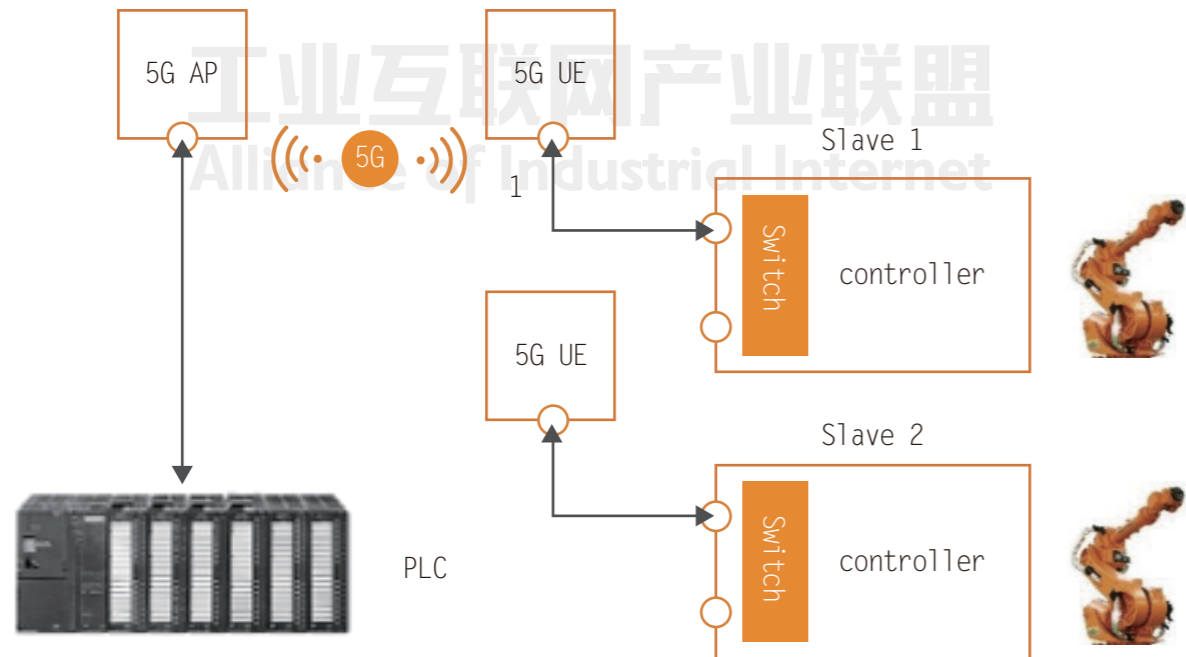 工业互联网产业联盟
Alliance of Industrial Internet
5G AP
5G
5G UE
1
Slave 1
Switch
controller
5G UE
Slave 2
Switch
controller
PLC